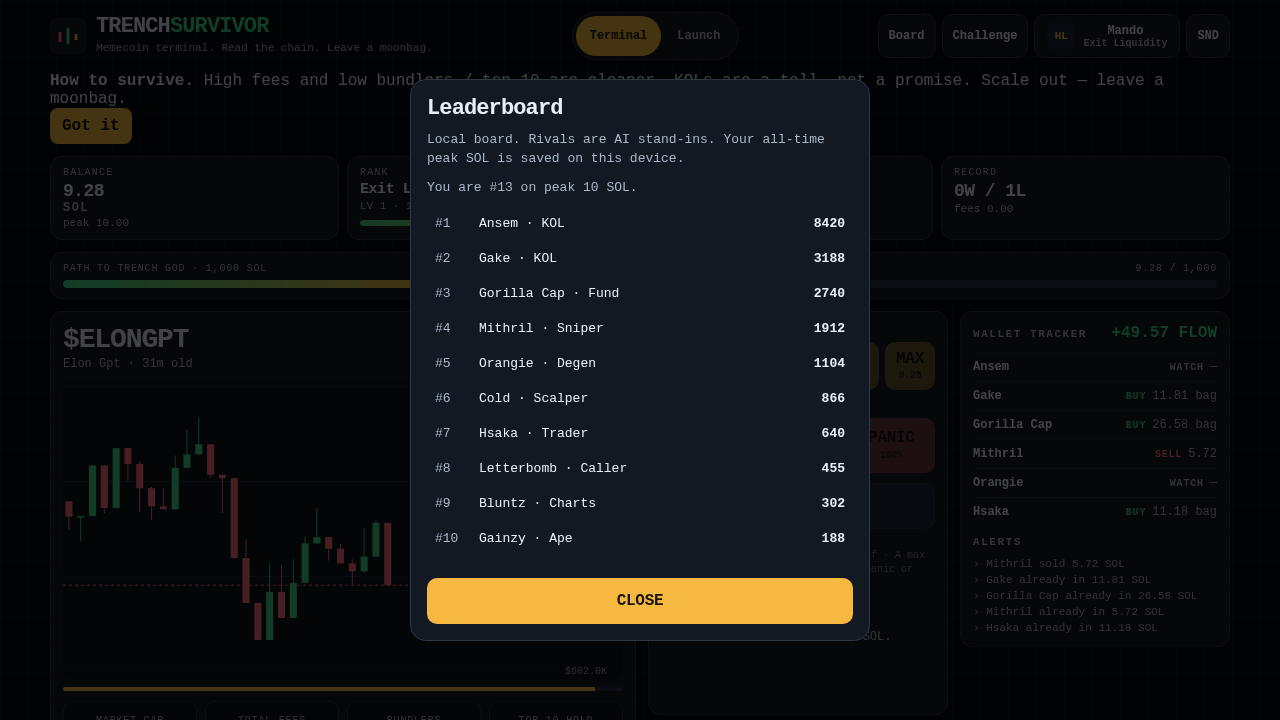 TRENCHSURVIVOR
Memecoin terminal. Read the chain. Leave a moonbag.
Terminal
Launch
Board
Challenge
HL
Mando
Exit Liquidity
SND
How to survive. High fees and low bundlers / top 10 are cleaner. KOLs are a tell, not a promise. Scale out — leave a
moonbag.
Got it
BALANCE
9.28
SOL
peak 10.00
RANK
Exit L
LV 1 ·
RECORD
0W / 1L
fees 0.00
PATH TO TRENCH GOD · 1,000 SOL
9.28 / 1,000
$ELONGPT
Elon Gpt · 31m old
$602.0K
MARKET CAP
TOTAL FEES
BUNDLERS
TOP 10 HOLD
MAX
9.28
PANIC
100%
· A max
SOL.
WALLET TRACKER
+49.57 FLOW
Ansem WATCH —
Gake BUY 11.81 bag
Gorilla Cap BUY 26.58 bag
Mithril SELL 5.72
Orangie WATCH —
Hsaka BUY 11.18 bag
ALERTS
› Mithril sold 5.72 SOL
› Gake already in 11.81 SOL
› Gorilla Cap already in 26.58 SOL
› Mithril already in 5.72 SOL
› Hsaka already in 11.18 SOL
Leaderboard
Local board. Rivals are AI stand-ins. Your all-time
peak SOL is saved on this device.
You are #13 on peak 10 SOL.
#1 Ansem · KOL 8420
#2 Gake · KOL 3188
#3 Gorilla Cap · Fund 2740
#4 Mithril · Sniper 1912
#5 Orangie · Degen 1104
#6 Cold · Scalper 866
#7 Hsaka · Trader 640
#8 Letterbomb · Caller 455
#9 Bluntz · Charts 302
#10 Gainzy · Ape 188
CLOSE